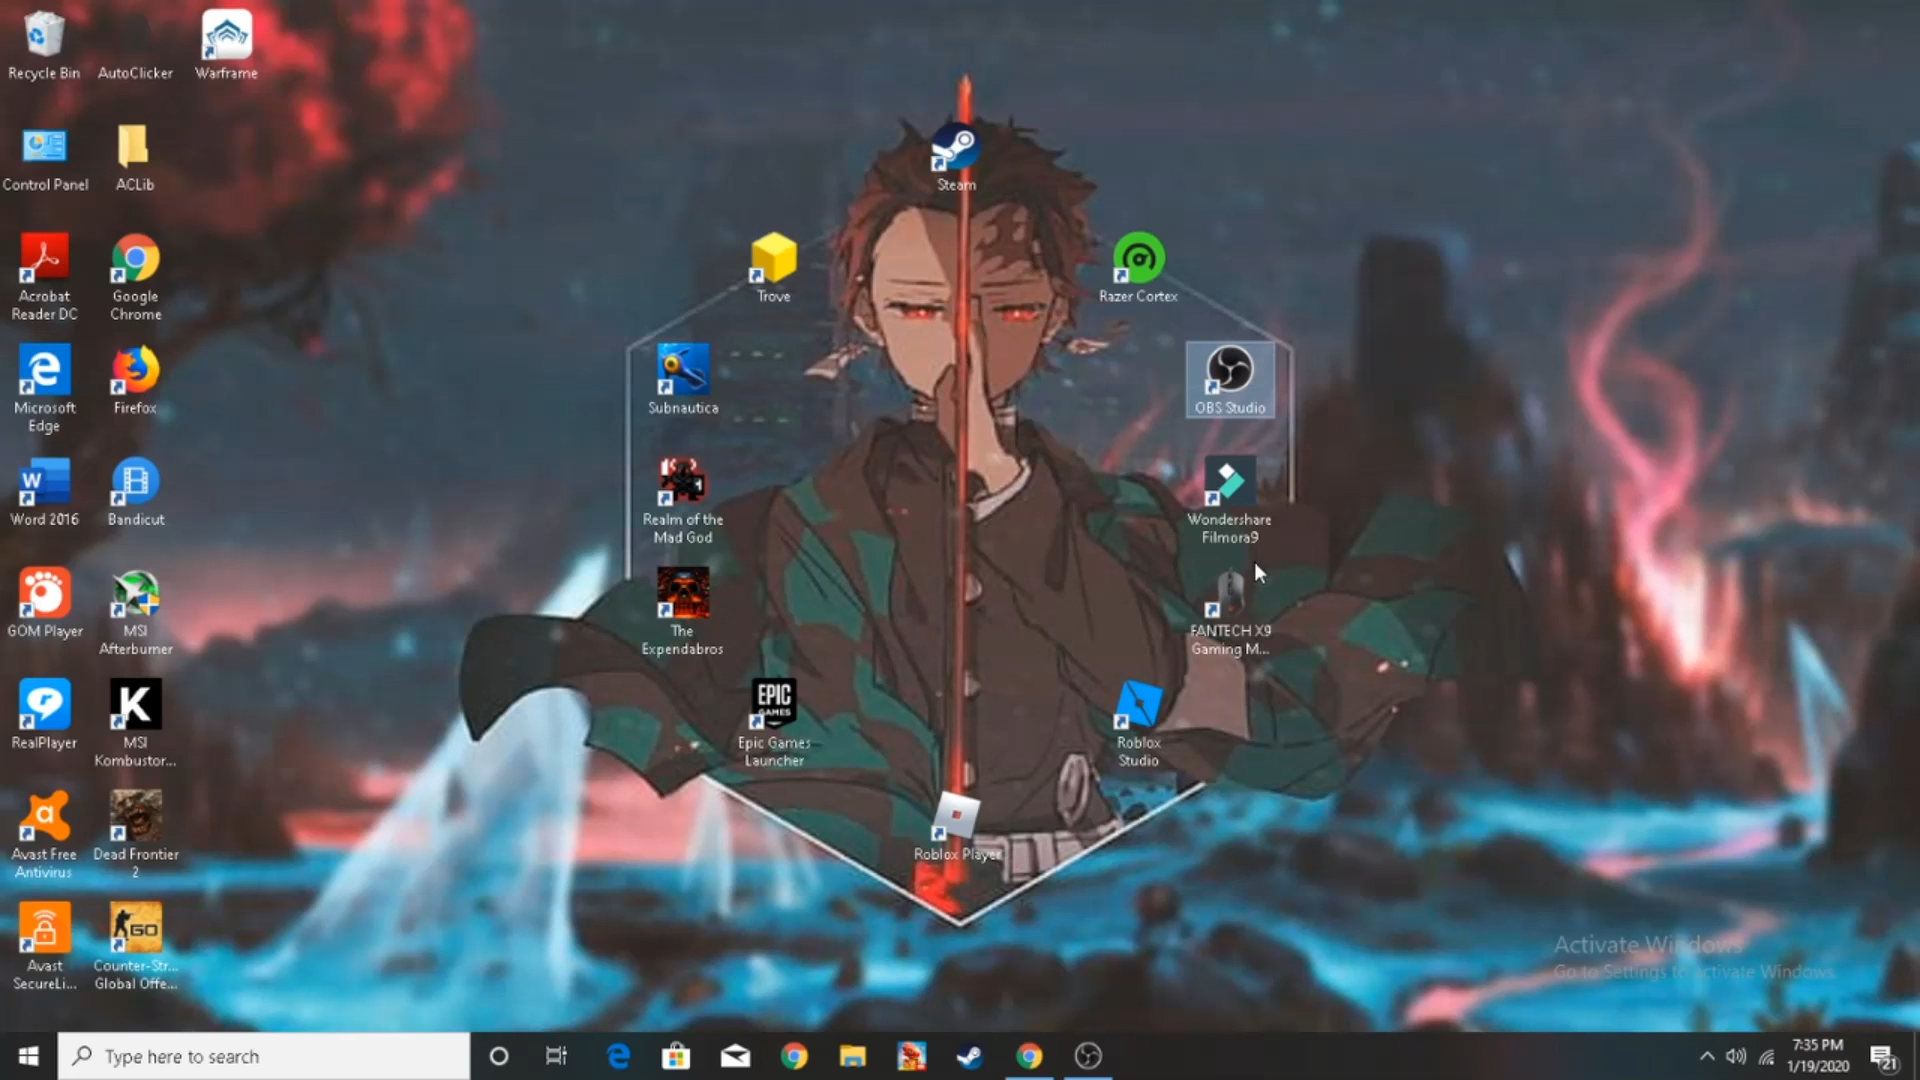 Recycle Bin
AutoClicker
Warframe
Control Panel
ACLib
Steam
Trove
Razer Cortex
Acrobat
Reader DC
Google
Chrome
Microsoft
Edge
Firefox
Subnautica
OBS Studio
Word 2016
Bandicut
Realm of the
Mad God
Wondershare
Filmora9
GOM Player
MSI
Afterburner
The
Expendabros
FANTECH X9
Gaming M...
RealPlayer
MSI
Kombustor...
EPIC
GAMES
Epic Games
Launcher
Roblox
Studio
Avast Free
Antivirus
Dead Frontier
2
Roblox Player
Avast
SecureLi...
GO
Counter-Str...
Global Offe...
Activate Windows
Go to Settings to activate Windows.
Type here to search
7:35 PM
1/19/2020
21